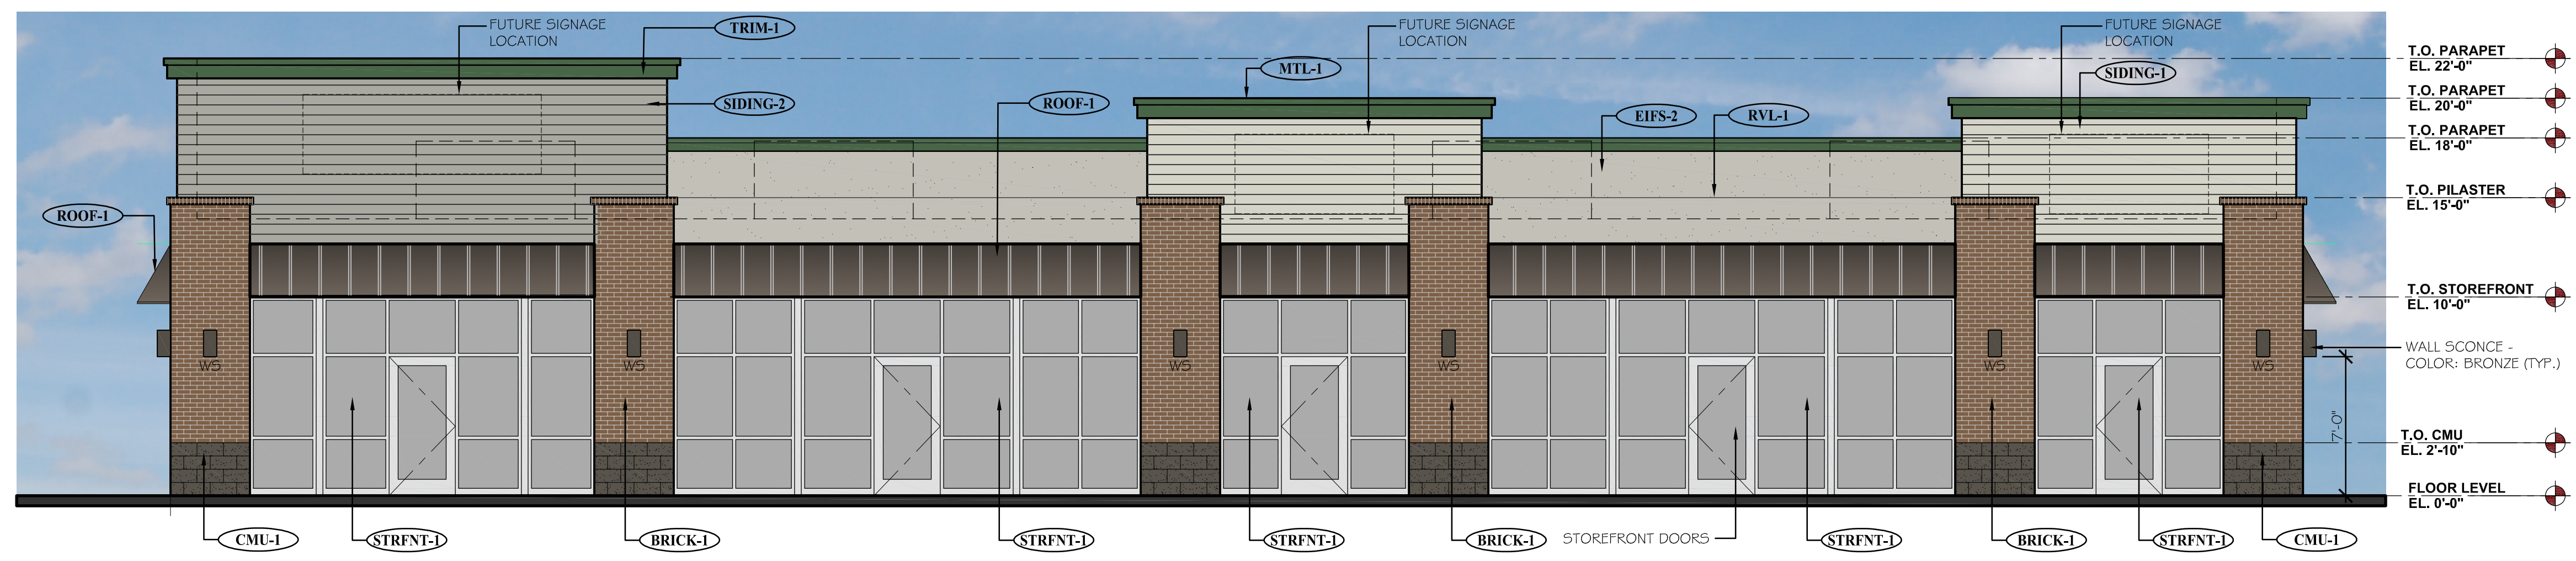 FUTURE SIGNAGE
LOCATION
TRIM-1
FUTURE SIGNAGE
LOCATION
FUTURE SIGNAGE
LOCATION
T.O. PARAPET
EL. 22'-0"
MTL-1
SIDING-1
SIDING-2
ROOF-1
EIFS-2
RVL-1
T.O. PARAPET
EL. 20'-0"
T.O. PARAPET
EL. 18'-0"
T.O. PILASTER
EL. 15'-0"
ROOF-1
T.O. STOREFRONT
EL. 10'-0"
WS
WS
WS
WS
WS
WS
WALL SCONCE -
COLOR: BRONZE (TYP.)
7'-0"
T.O. CMU
EL. 2'-10"
FLOOR LEVEL
EL. 0'-0"
CMU-1
STRFNT-1
BRICK-1
STRFNT-1
STRFNT-1
BRICK-1
STOREFRONT DOORS
STRFNT-1
BRICK-1
STRFNT-1
CMU-1